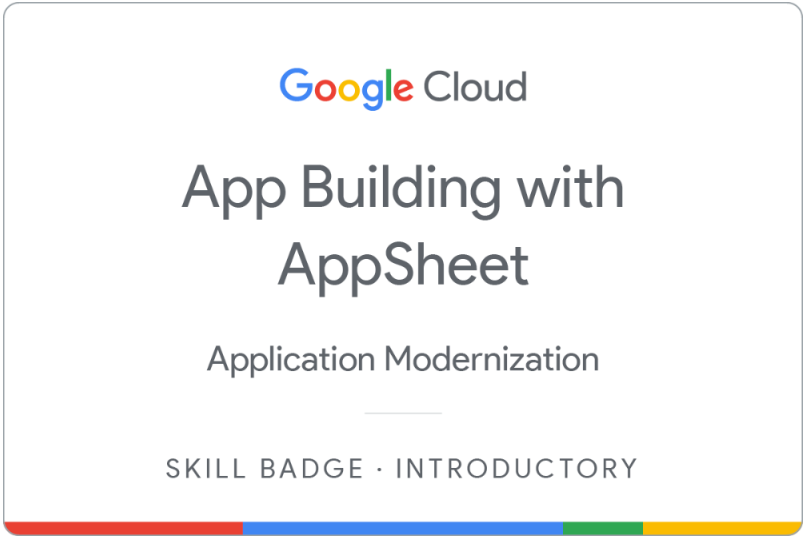 Google Cloud
App Building with
AppSheet
Application Modernization
SKILL BADGE · INTRODUCTORY